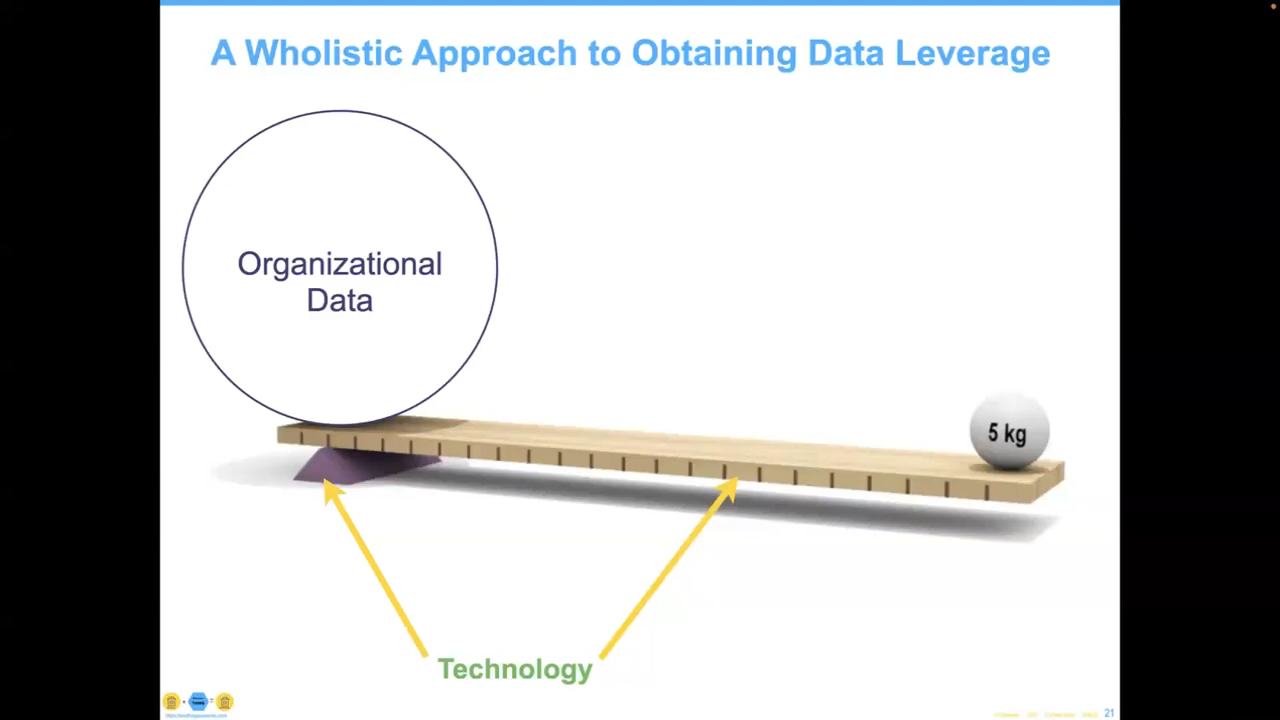 A Wholistic Approach to Obtaining Data Leverage
Organizational
Data
5 kg
Technology
21